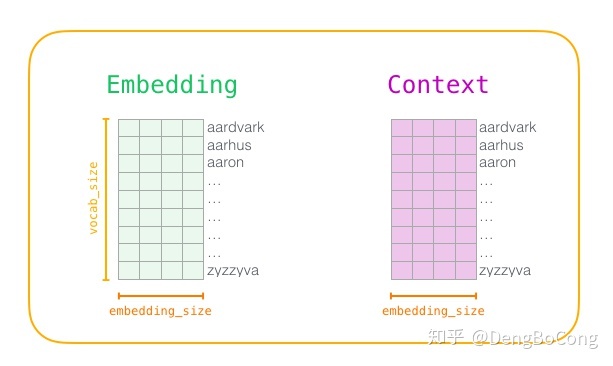 Embedding
Context
vocab_size
aardvark
aarhus
aaron
...
...
...
...
...
zyzzyva
embedding_size
aardvark
aarhus
aaron
...
...
...
...
...
zyzzyva
embedding_size
知乎 @DengBoCong